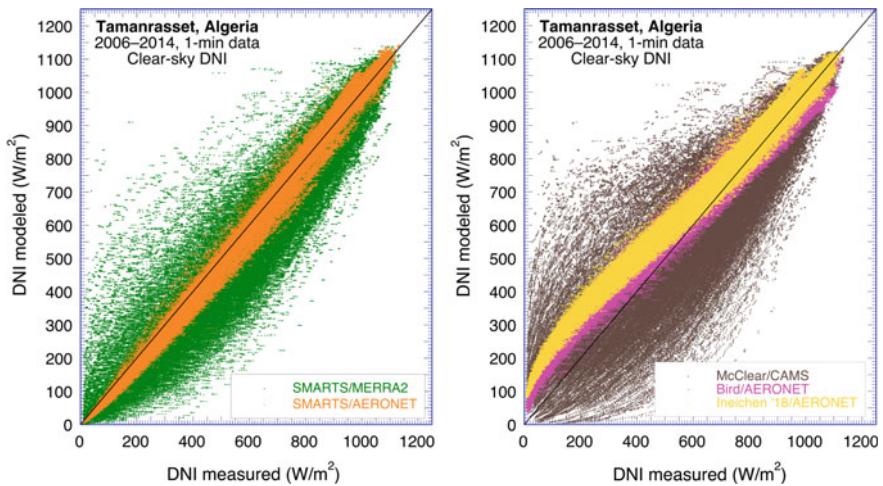 Tamanrasset, Algeria
2006–2014, 1-min data
Clear-sky DNI
DNI modeled (W/m²)
1200
1100
1000
900
800
700
600
500
400
300
200
100
0
0 200 400 600 800 1000 1200
DNI measured (W/m²)
SMARTS/MERRA2
SMARTS/AERONET
Tamanrasset, Algeria
2006–2014, 1-min data
Clear-sky DNI
DNI modeled (W/m²)
1200
1100
1000
900
800
700
600
500
400
300
200
100
0
0 200 400 600 800 1000 1200
DNI measured (W/m²)
McClear/CAMS
Bird/AERONET
Ineichen '18/AERONET